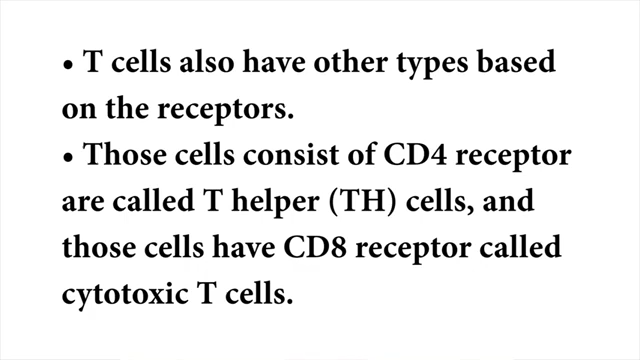 • T cells also have other types based
on the receptors.
• Those cells consist of CD4 receptor
are called T helper (TH) cells, and
those cells have CD8 receptor called
cytotoxic T cells.